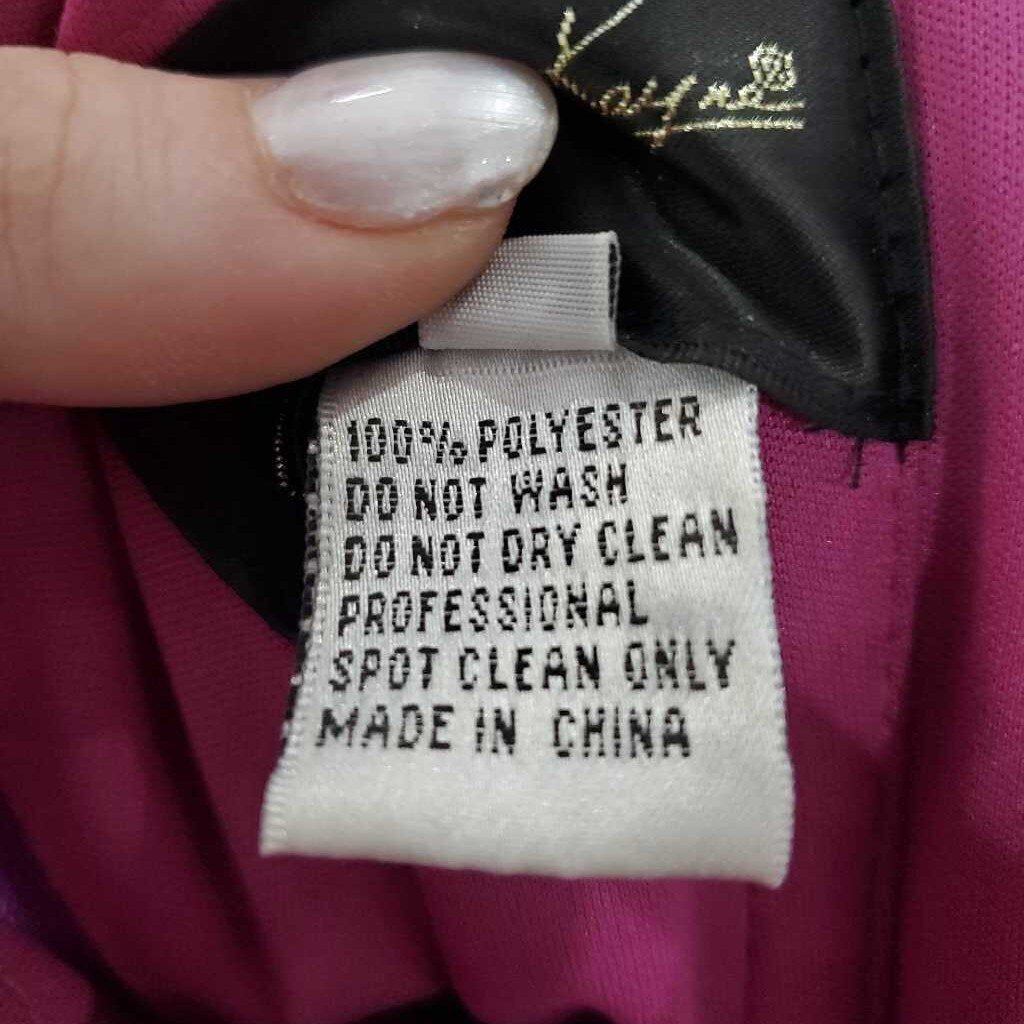 100% POLYESTER
DO NOT WASH
DO NOT DRY CLEAN
PROFESSIONAL
SPOT CLEAN ONLY
MADE IN CHINA